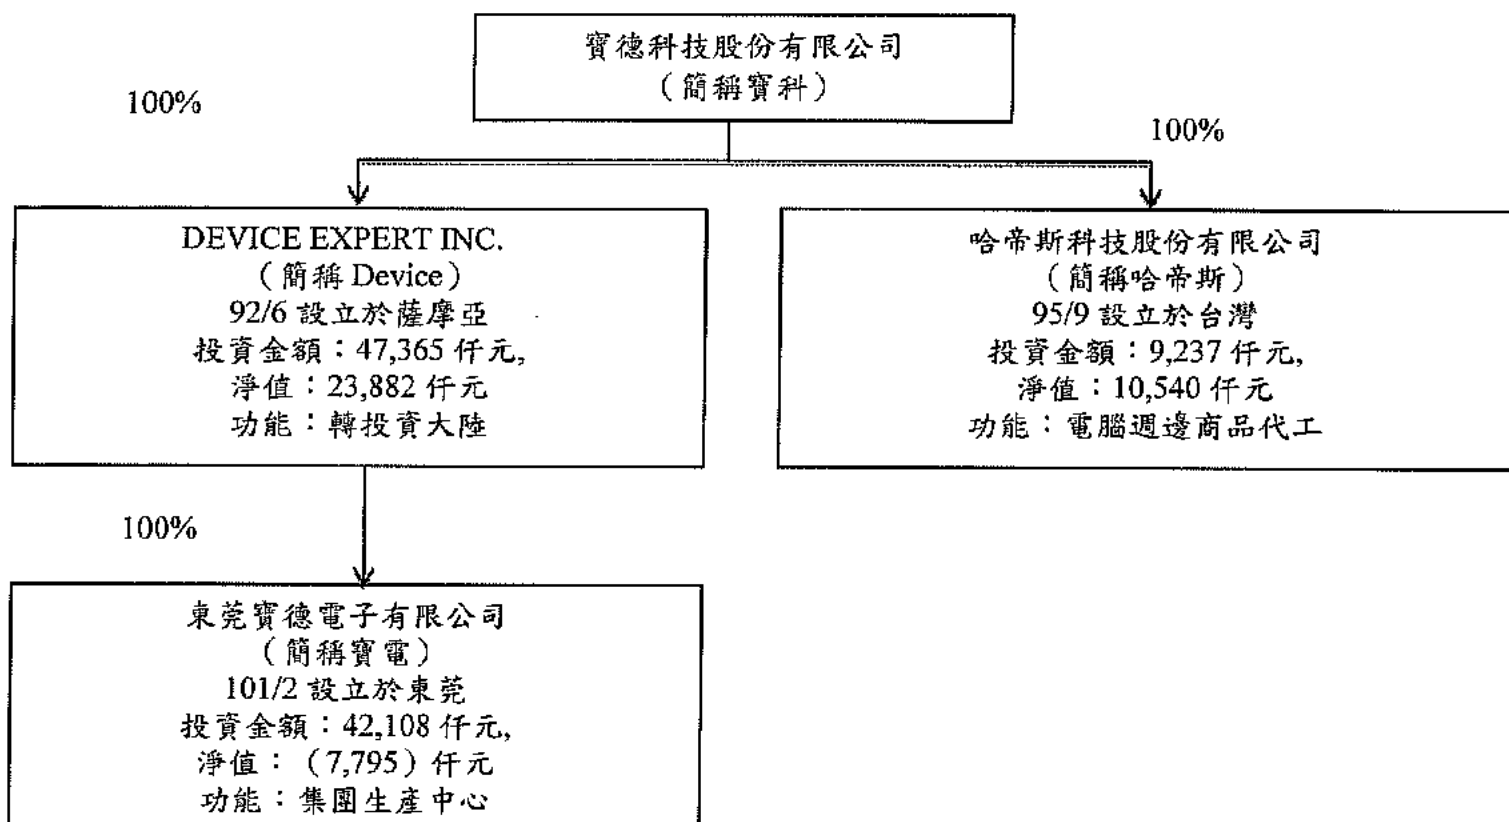 寶德科技股份有限公司
（簡稱寶科）
100%
100%
DEVICE EXPERT INC.
（簡稱 Device）
92/6 設立於薩摩亞
投資金額：47,365 仟元,
淨值：23,882 仟元
功能：轉投資大陸
哈帝斯科技股份有限公司
（簡稱哈帝斯）
95/9 設立於台灣
投資金額：9,237 仟元,
淨值：10,540 仟元
功能：電腦週邊商品代工
100%
東莞寶德電子有限公司
（簡稱寶電）
101/2 設立於東莞
投資金額：42,108 仟元,
淨值：（7,795）仟元
功能：集團生產中心